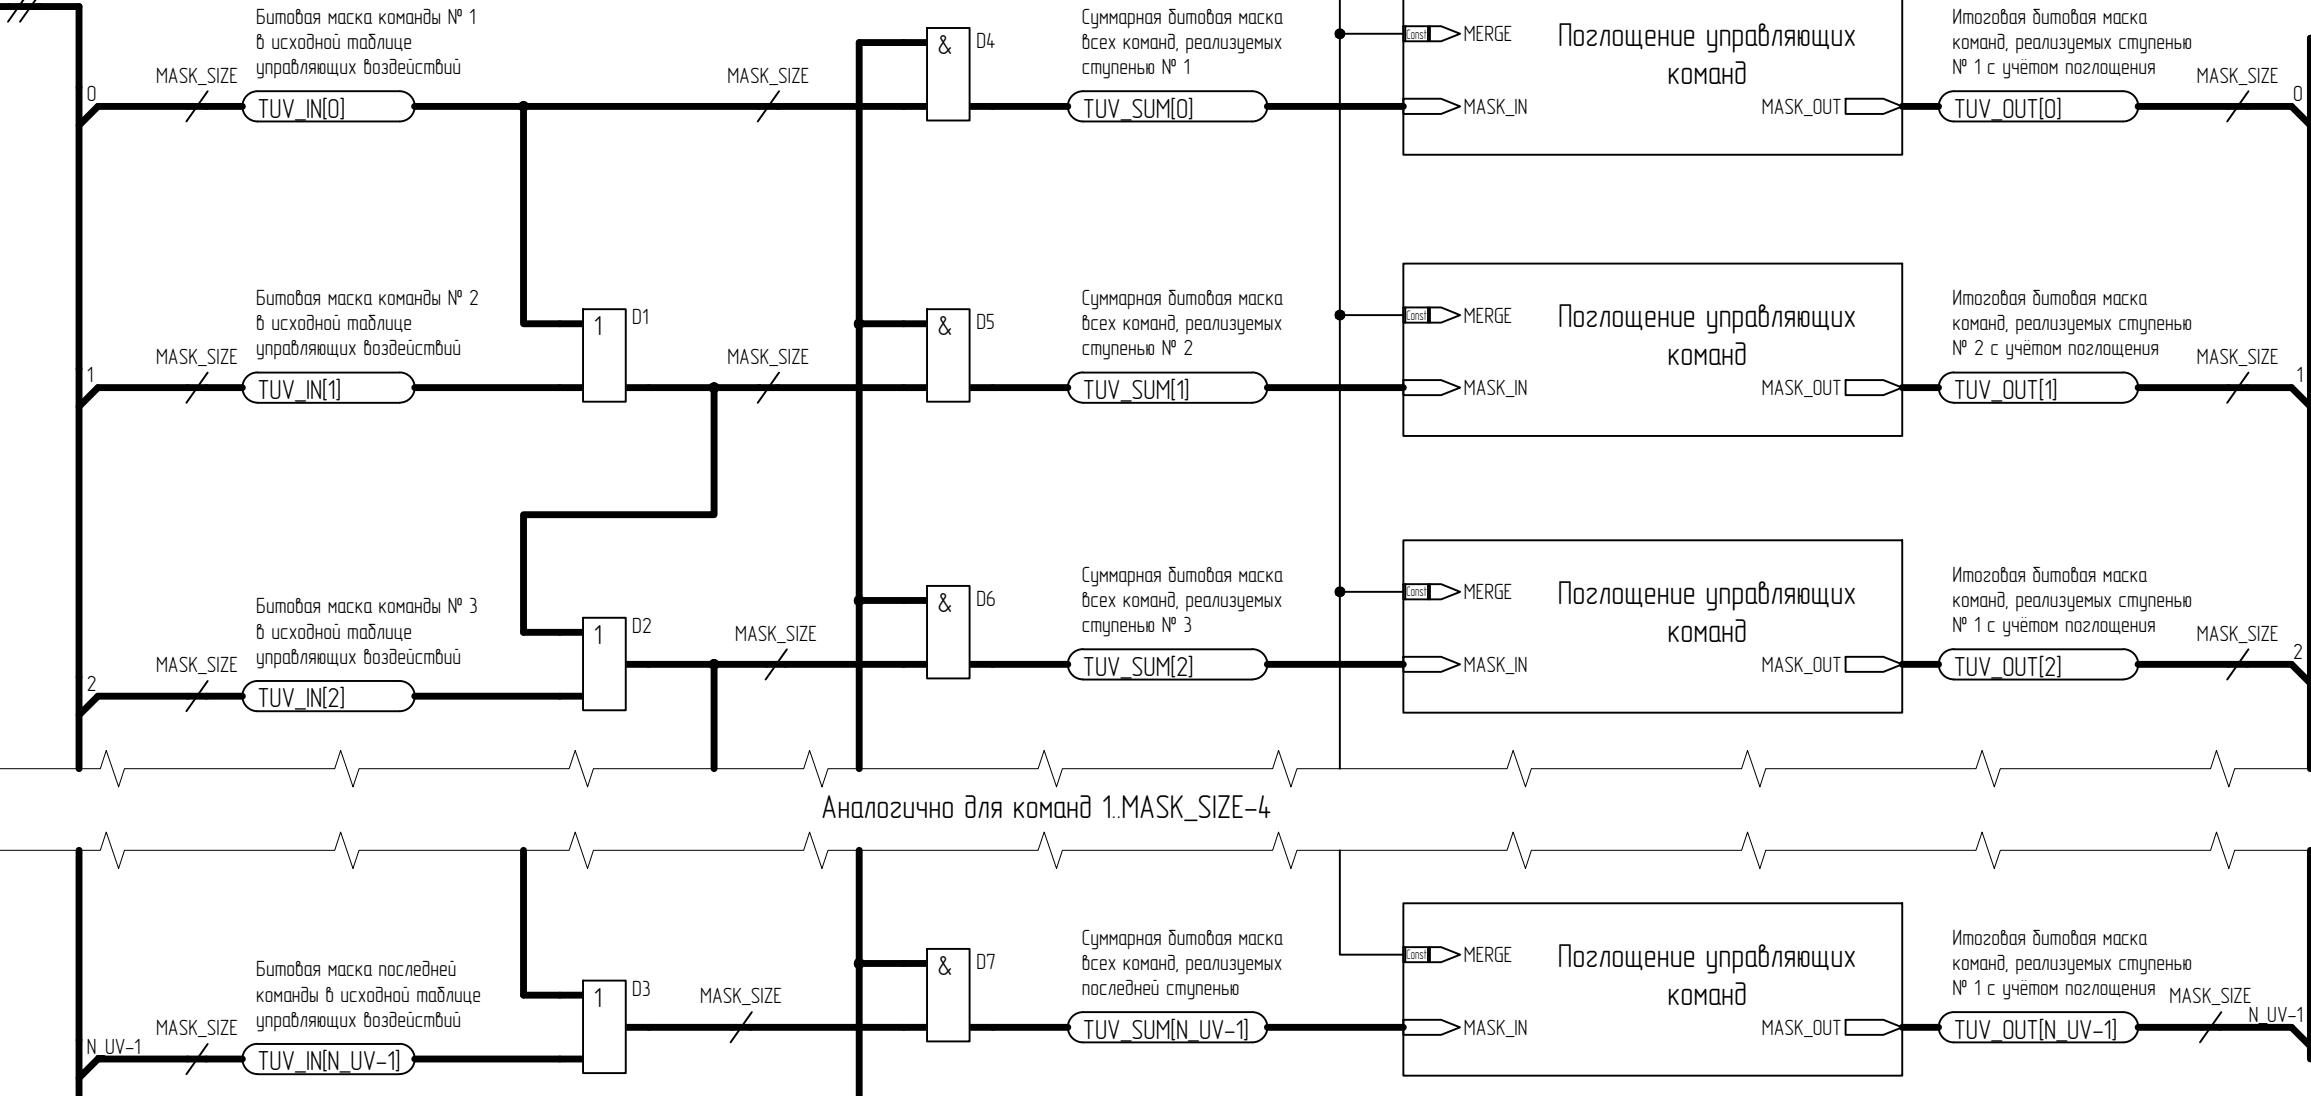 Битовая маска команды № 1
в исходной таблице
управляющих воздействий
MASK_SIZE
0
TUV_IN[0]
MASK_SIZE
&
D4
Суммарная битовая маска
всех команд, реализуемых
ступенью № 1
TUV_SUM[0]
Const
MERGE
Поглощение управляющих
команд
MASK_IN
MASK_OUT
Итоговая битовая маска
команд, реализуемых ступенью
№ 1 с учётом поглощения
MASK_SIZE
TUV_OUT[0]
0
Битовая маска команды № 2
в исходной таблице
управляющих воздействий
MASK_SIZE
1
TUV_IN[1]
1
D1
MASK_SIZE
&
D5
Суммарная битовая маска
всех команд, реализуемых
ступенью № 2
TUV_SUM[1]
Const
MERGE
Поглощение управляющих
команд
MASK_IN
MASK_OUT
Итоговая битовая маска
команд, реализуемых ступенью
№ 2 с учётом поглощения
MASK_SIZE
TUV_OUT[1]
1
Битовая маска команды № 3
в исходной таблице
управляющих воздействий
MASK_SIZE
2
TUV_IN[2]
1
D2
MASK_SIZE
&
D6
Суммарная битовая маска
всех команд, реализуемых
ступенью № 3
TUV_SUM[2]
Const
MERGE
Поглощение управляющих
команд
MASK_IN
MASK_OUT
Итоговая битовая маска
команд, реализуемых ступенью
№ 1 с учётом поглощения
MASK_SIZE
TUV_OUT[2]
2
Аналогично для команд 1..MASK_SIZE-4
Битовая маска последней
команды в исходной таблице
управляющих воздействий
MASK_SIZE
N_UV-1
TUV_IN[N_UV-1]
1
D3
MASK_SIZE
&
D7
Суммарная битовая маска
всех команд, реализуемых
последней ступенью
TUV_SUM[N_UV-1]
Const
MERGE
Поглощение управляющих
команд
MASK_IN
MASK_OUT
Итоговая битовая маска
команд, реализуемых ступенью
№ 1 с учётом поглощения
MASK_SIZE
TUV_OUT[N_UV-1]
N_UV-1